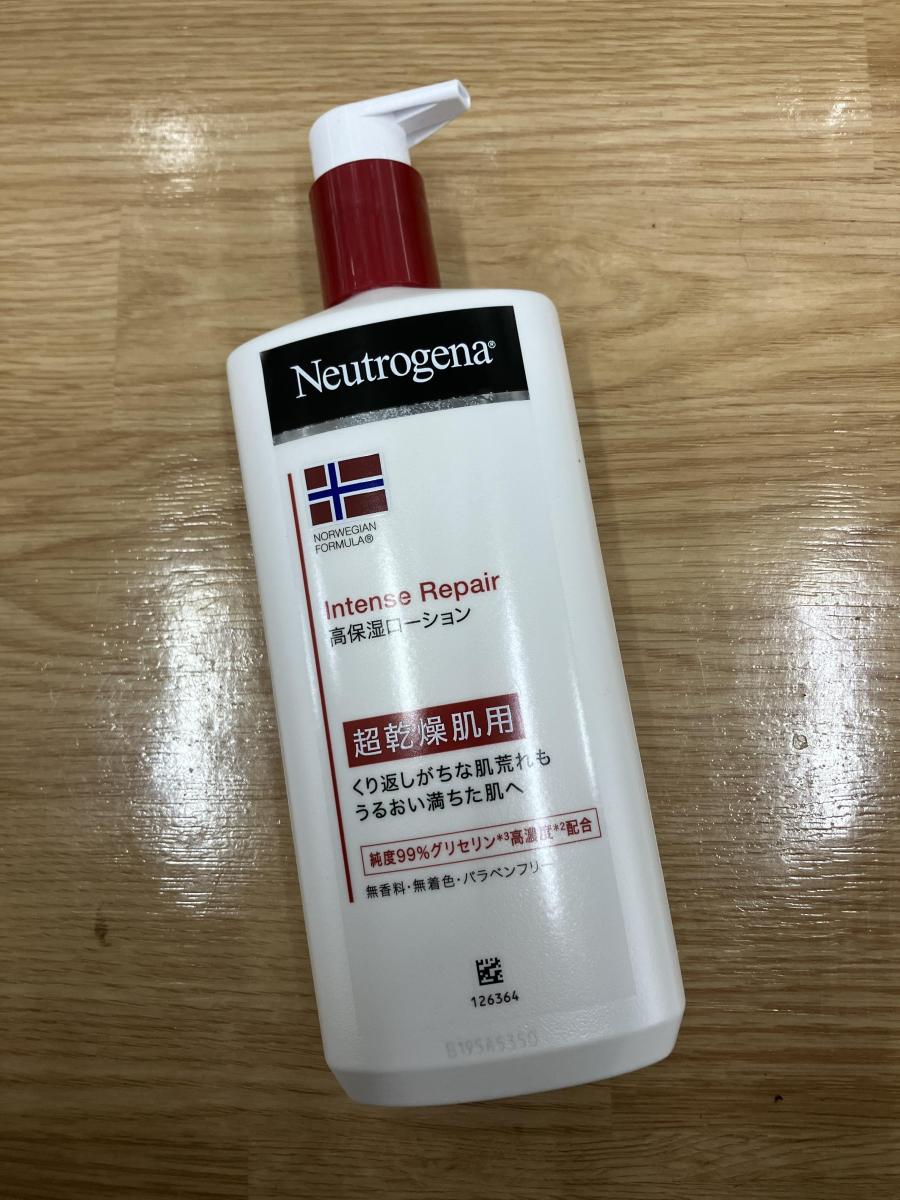 Neutrogena®
NORWEGIAN
FORMULA®
Intense Repair
高保湿ローション
超乾燥肌用
くり返しがちな肌荒れも
うるおい満ちた肌へ
純度99%グリセリン*3高濃度*2配合
無香料・無着色・パラベンフリー
126364
B195A5350